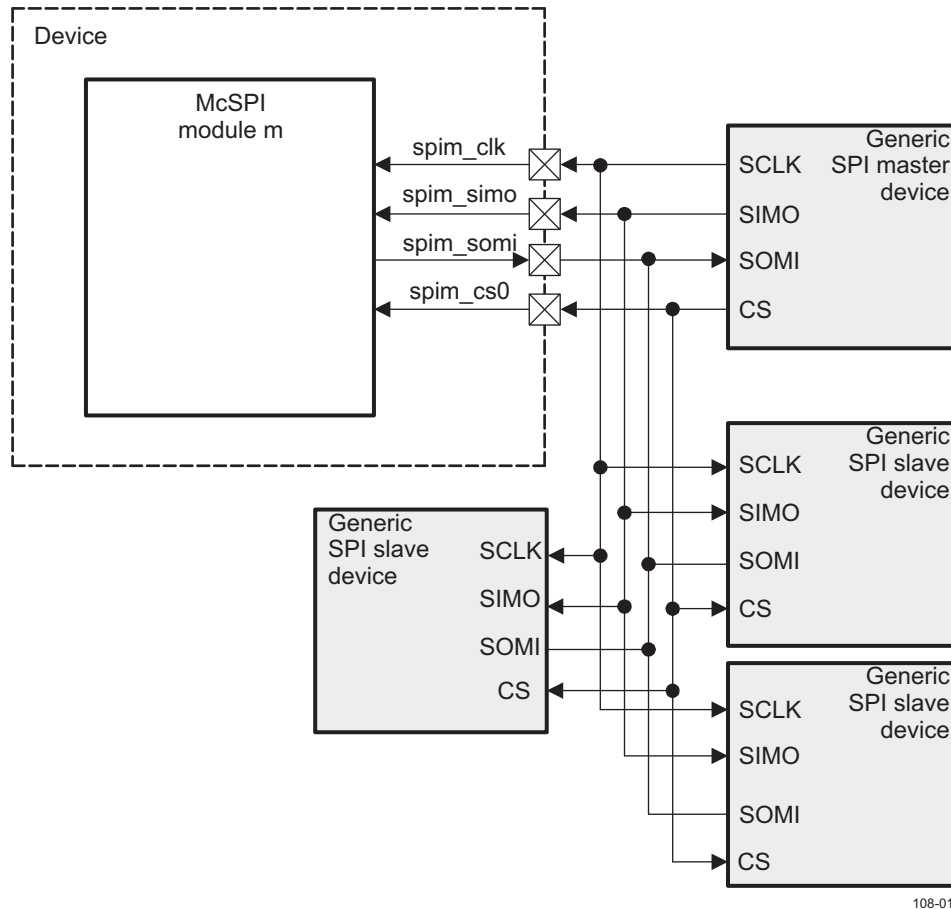 Device
McSPI
module m
spim_clk
spim_simo
spim_somi
spim_cs0
Generic
SPI master
device
SCLK
SIMO
SOMI
CS
Generic
SPI slave
device
SCLK
SIMO
SOMI
CS
Generic
SPI slave
device
SCLK
SIMO
SOMI
CS
Generic
SPI slave
device
SCLK
SIMO
SOMI
CS
108-01